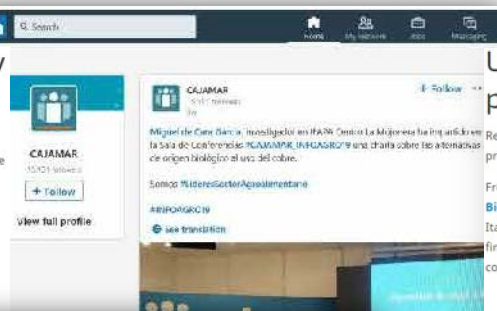 Search
Home My Network Jobs Messaging
CAJAMAR
+ Follow
View full profile
CAJAMAR
+ Follow
Miguel de Cara García, investigador en IFAPA Centro La Mojonera ha impartido en
la Sala de Conferencias #CAJAMAR_INFOAGRO19 una charla sobre las alternativas
de origen biológico al uso del cobre.
Somos #LideresSectorAgroalimentario
#INFOAGRO19
See translation